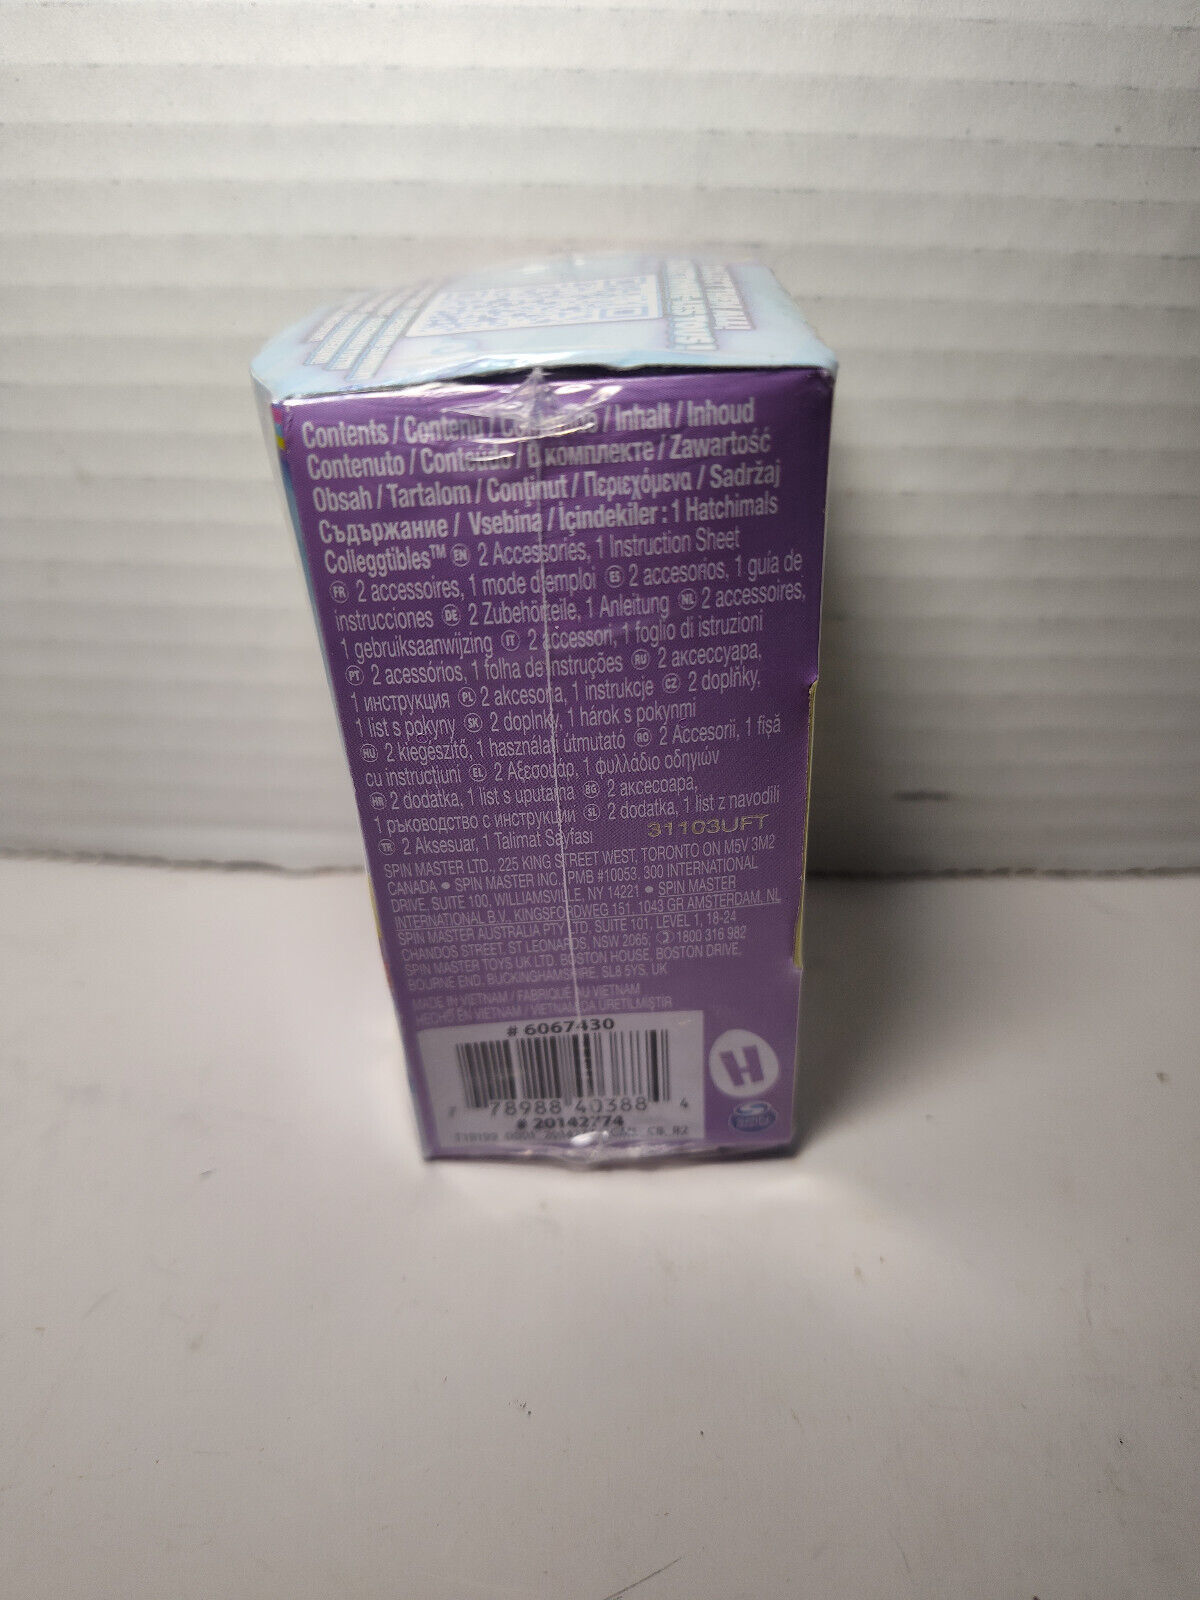 Contents / Contenu / / Inhalt / Inhoud
Contenuto / Conteúdo / В комплекте / Zawartość
Obsah / Tartalom / Conţinut / Περιεχόμενα / Sadržaj
Съдържание / Vsebina / İçindekiler : 1 Hatchimals
Colleggtibles™ EN 2 Accessories, 1 Instruction Sheet
FR 2 accessoires, 1 mode d'emploi ES 2 accesorios, 1 guía de
instrucciones DE 2 Zubehörteile, 1 Anleitung NL 2 accessoires,
1 gebruiksaanwijzing IT 2 accessori, 1 foglio di istruzioni
PT 2 acessórios, 1 folha de instruções RU 2 аксессуара,
1 инструкция PL 2 akcesoria, 1 instrukcje CZ 2 doplňky,
1 list s pokyny SK 2 doplnky, 1 hárok s pokynmi
HU 2 kiegészítő, 1 használati útmutató RO 2 Accesorii, 1 fișă
cu instrucțiuni EL 2 Αξεσουάρ, 1 φυλλάδιο οδηγιών
HR 2 dodatka, 1 list s uputama BG 2 аксесоара,
1 ръководство с инструкции SL 2 dodatka, 1 list z navodili
TR 2 Aksesuar, 1 Talimat Sayfası
31103UFT
SPIN MASTER LTD., 225 KING STREET WEST, TORONTO ON M5V 3M2
CANADA • SPIN MASTER INC., PMB #10053, 300 INTERNATIONAL
DRIVE, SUITE 100, WILLIAMSVILLE, NY 14221 • SPIN MASTER
INTERNATIONAL B.V., KINGSFORDWEG 151, 1043 GR AMSTERDAM, NL
SPIN MASTER AUSTRALIA PTY LTD, SUITE 101, LEVEL 1, 18-24
CHANDOS STREET, ST LEONARDS, NSW 2065; 1800 316 982
SPIN MASTER TOYS UK LTD. BOSTON HOUSE, BOSTON DRIVE,
BOURNE END, BUCKINGHAMSHIRE, SL8 5YS, UK
MADE IN VIETNAM / FABRIQUÉ AU VIETNAM
HECHO EN VIETNAM / VIETNAM'DA ÜRETİLMİŞTİR
# 6067430
7 78988 40388 4
# 20142774
H